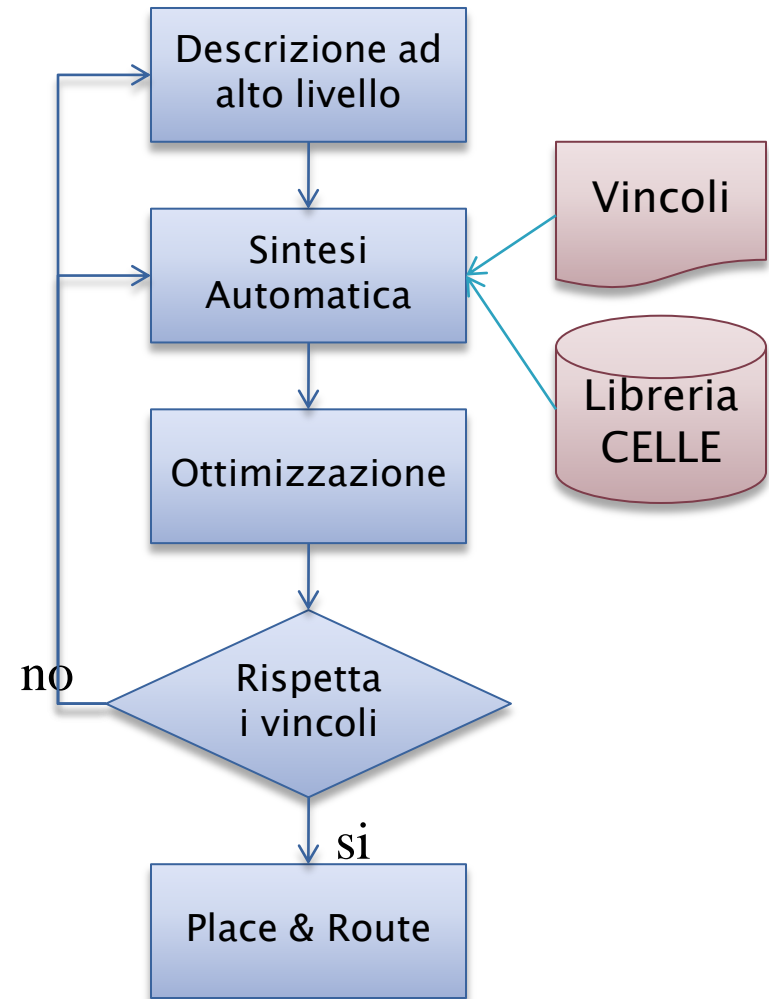 Descrizione ad
alto livello
Vincoli
Sintesi
Automatica
Libreria
CELLE
Ottimizzazione
Rispetta
i vincoli
no
si
Place & Route